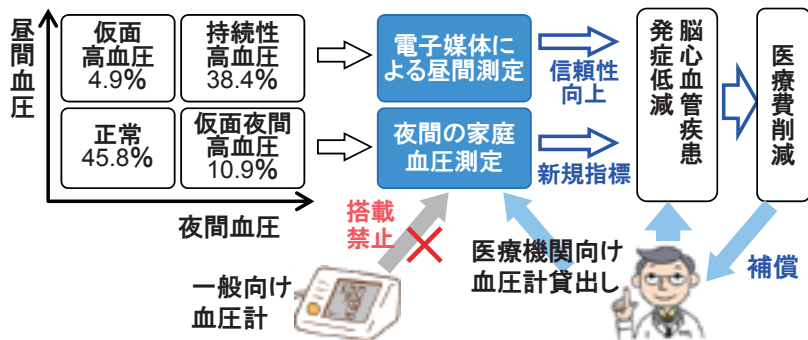 昼間血圧
仮面
高血圧
4.9%
持続性
高血圧
38.4%
正常
45.8%
仮面夜間
高血圧
10.9%
夜間血圧
電子媒体に
よる昼間測定
夜間の家庭
血圧測定
信頼性
向上
新規指標
脳心血管疾患
発症低減
医療費削減
搭載
禁止
一般向け
血圧計
医療機関向け
血圧計貸出し
補償